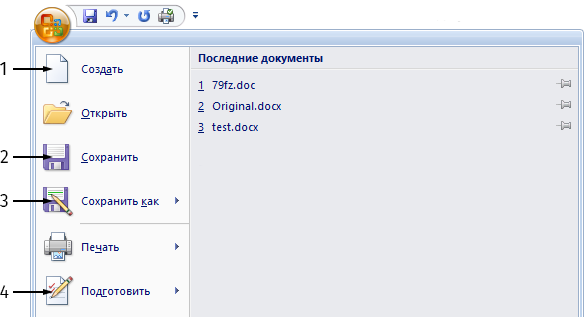 Последние документы
1 Создать
1 79fz.doc
Открыть
2 Original.docx
3 test.docx
2 Сохранить
3 Сохранить как
Печать
4 Подготовить